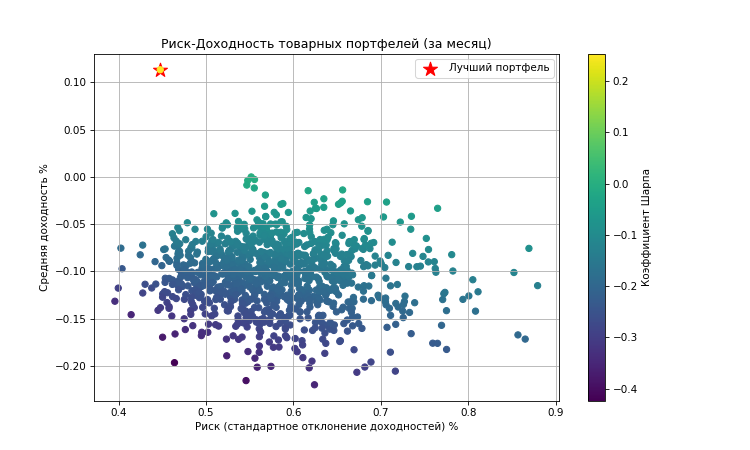 Риск-Доходность товарных портфелей (за месяц)
Лучший портфель
Средняя доходность %
0.10
0.05
0.00
−0.05
−0.10
−0.15
−0.20
0.4 0.5 0.6 0.7 0.8 0.9
Риск (стандартное отклонение доходностей) %
0.2
0.1
0.0
−0.1
−0.2
−0.3
−0.4
Коэффициент Шарпа